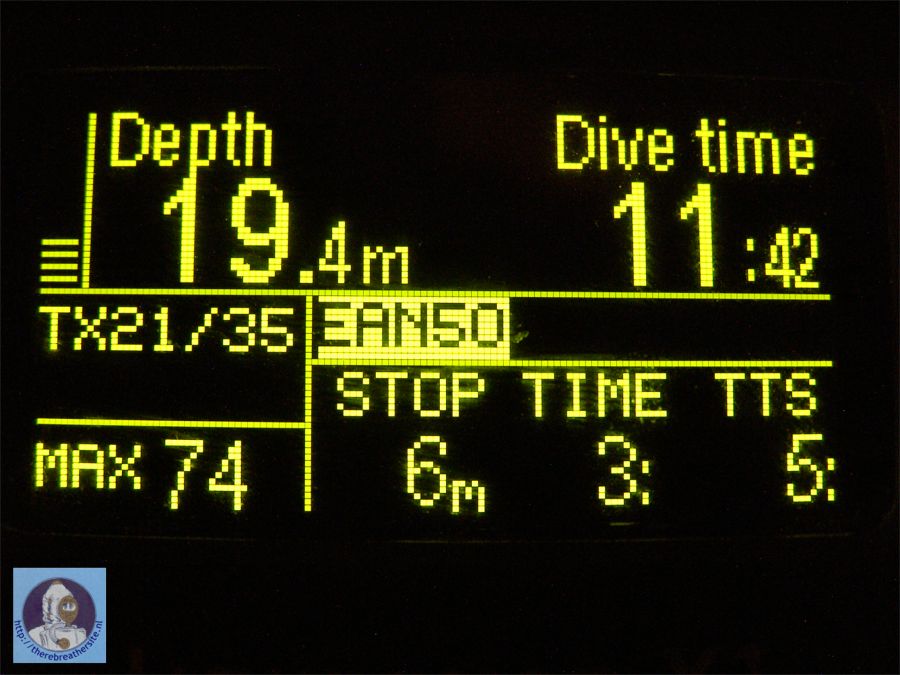 Depth Dive time
19.4m 11:42
TX21/35 EAN50
STOP TIME TTS
MAX 74 6m 3: 5:
http://therebreathersite.nl